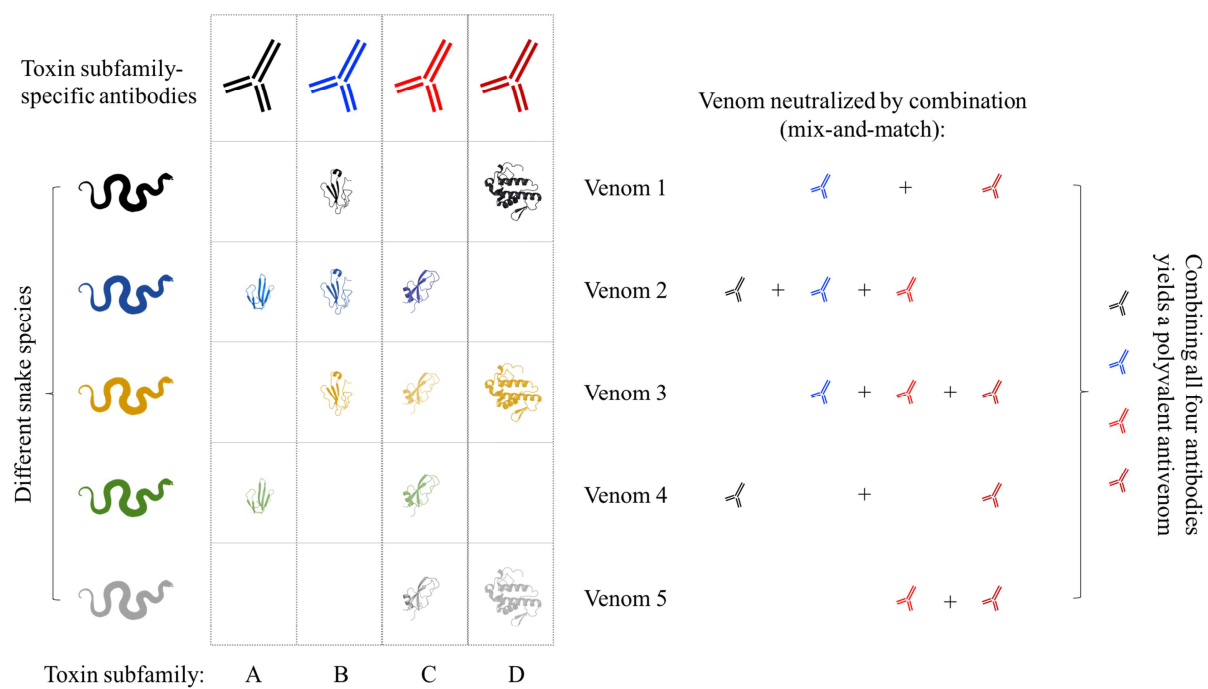 Toxin subfamily-
specific antibodies
Venom neutralized by combination
(mix-and-match):
Different snake species
Venom 1
+
Venom 2
+ +
Venom 3
+ +
Venom 4
+
Venom 5
+
Combining all four antibodies
yields a polyvalent antivenom
Toxin subfamily: A B C D